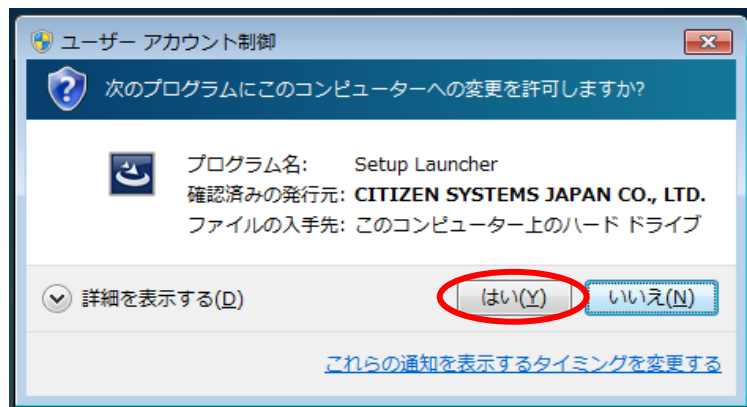 ユーザー アカウント制御
次のプログラムにこのコンピューターへの変更を許可しますか?
プログラム名: Setup Launcher
確認済みの発行元: CITIZEN SYSTEMS JAPAN CO., LTD.
ファイルの入手先: このコンピューター上のハード ドライブ
詳細を表示する(D) はい(Y) いいえ(N)
これらの通知を表示するタイミングを変更する